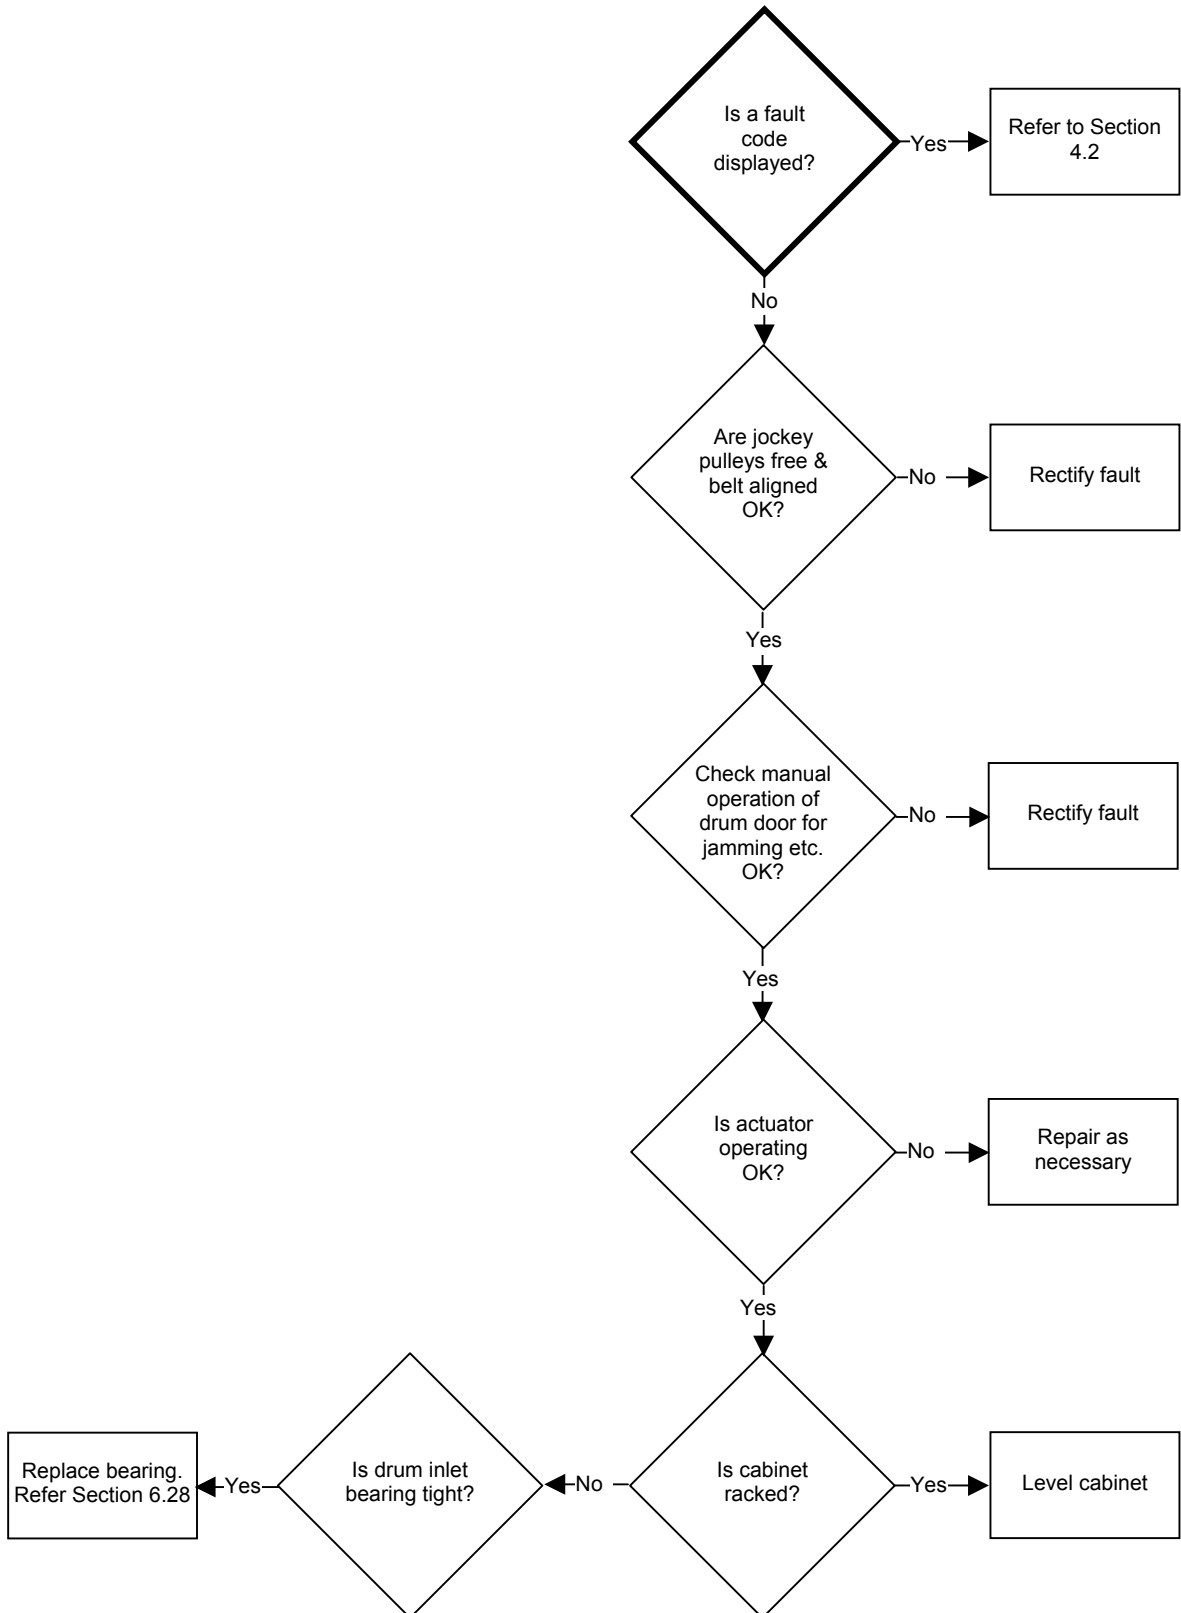 Is a fault
code
displayed?
Yes
Refer to Section
4.2
No
Are jockey
pulleys free &
belt aligned
OK?
No
Rectify fault
Yes
Check manual
operation of
drum door for
jamming etc.
OK?
No
Rectify fault
Yes
Is actuator
operating
OK?
No
Repair as
necessary
Yes
Is cabinet
racked?
Yes
Level cabinet
No
Is drum inlet
bearing tight?
Yes
Replace bearing.
Refer Section 6.28